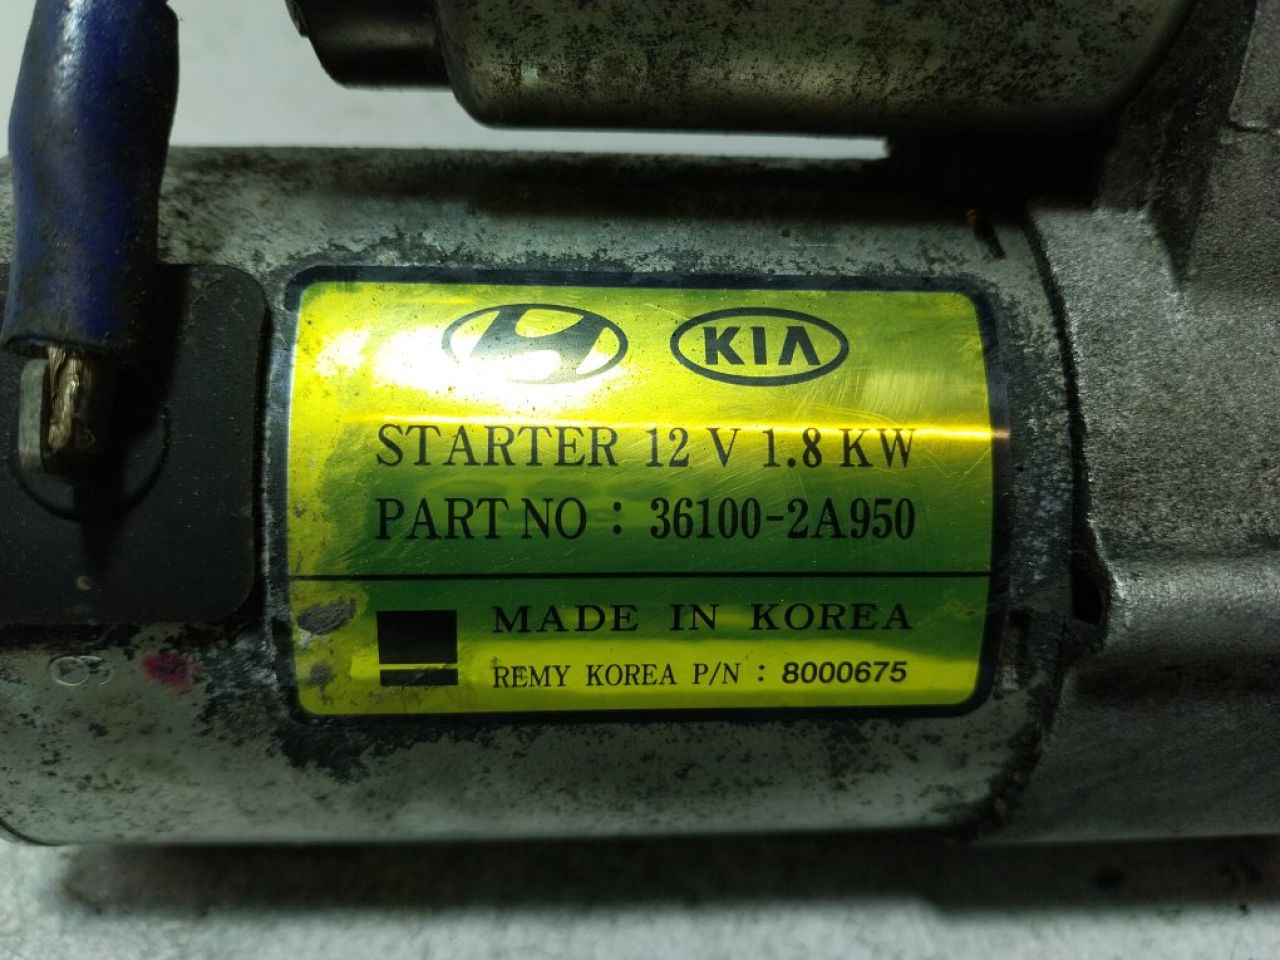 KIA
STARTER 12 V 1.8 KW
PART NO : 36100-2A950
MADE IN KOREA
REMY KOREA P/N : 8000675